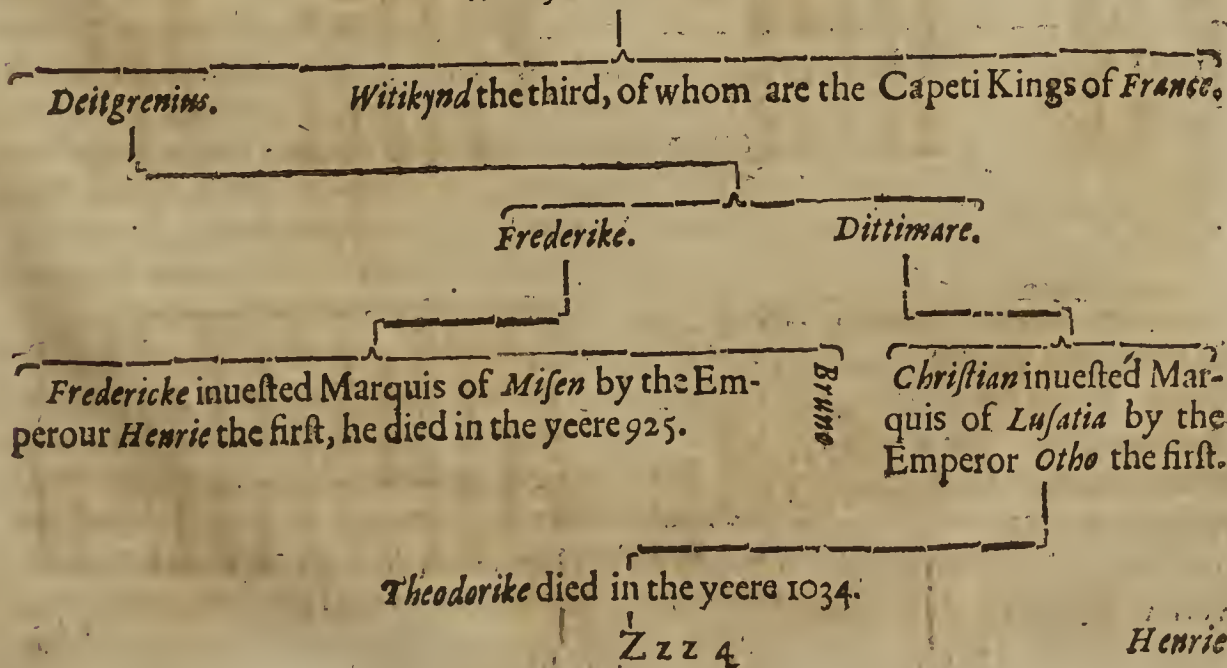 Deitgrenius. Witikynd the third, of whom are the Capeti Kings of France.
Frederike. Dittimare.
Fredericke inueſted Marquis of Miſen by the Em-
perour Henrie the firſt, he died in the yeere 925.
Bruno
Chriſtian inueſted Mar-
quis of Luſatia by the
Emperor Otho the firſt.
Theodorike died in the yeere 1034.
Zzz 4
Henrie